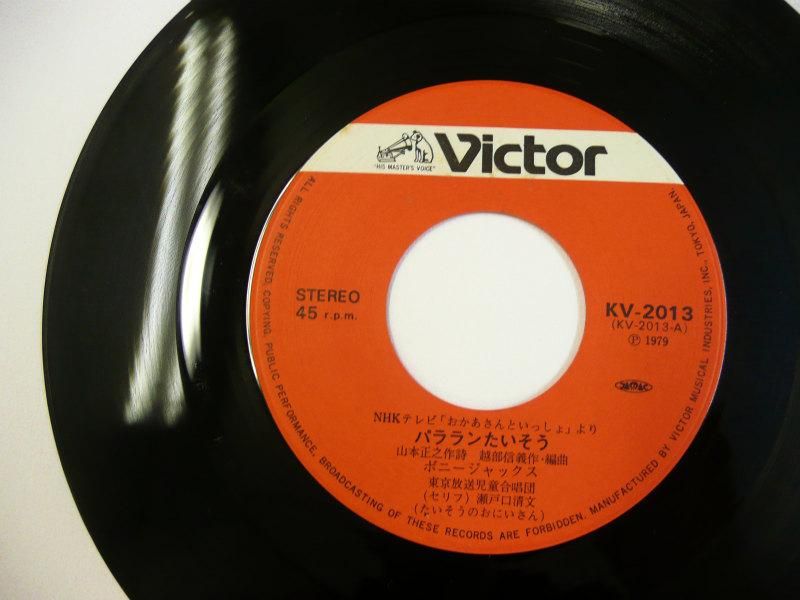 "HIS MASTER'S VOICE"
Victor
STEREO
45 r.p.m.
KV-2013
(KV-2013-A)
Ⓟ 1979
JASRAC
NHKテレビ「おかあさんといっしょ」より
パラランたいそう
山本正之作詩 越部信義作・編曲
ボニージャックス
東京放送児童合唱団
(セリフ) 瀬戸口清文
(たいそうのおにいさん)
ALL RIGHTS RESERVED, COPYING, PUBLIC PERFORMANCE, BROADCASTING OF THESE RECORDS ARE FORBIDDEN. MANUFACTURED BY VICTOR MUSICAL INDUSTRIES, INC., TOKYO, JAPAN.